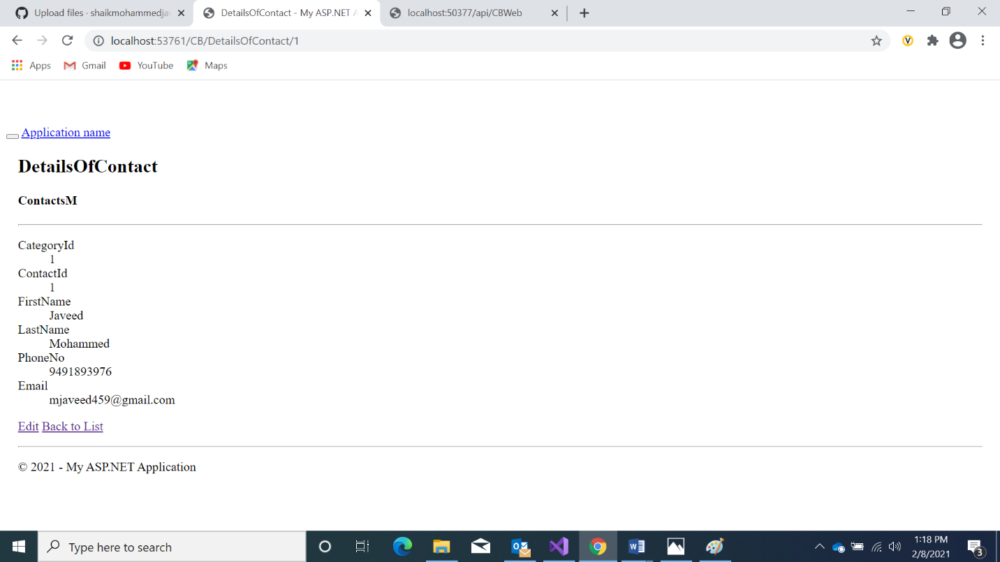 Upload files · shaikmohammedja
DetailsOfContact - My ASP.NET A
localhost:50377/api/CBWeb
localhost:53761/CB/DetailsOfContact/1
Apps Gmail YouTube Maps
Application name
DetailsOfContact
ContactsM
CategoryId
1
ContactId
1
FirstName
Javeed
LastName
Mohammed
PhoneNo
9491893976
Email
mjaveed459@gmail.com
Edit Back to List
© 2021 - My ASP.NET Application
Type here to search
1:18 PM
2/8/2021
3